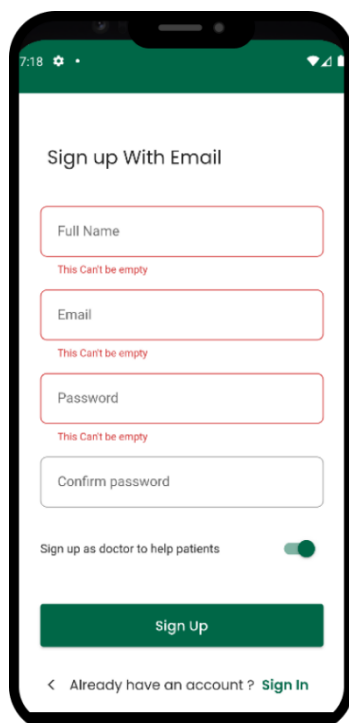 7:18
Sign up With Email
Full Name
This Can't be empty
Email
This Can't be empty
Password
This Can't be empty
Confirm password
Sign up as doctor to help patients
Sign Up
< Already have an account ? Sign In